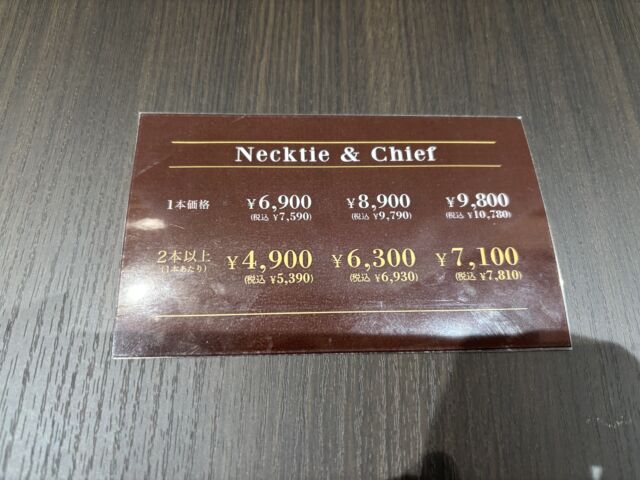 Necktie & Chief
1本価格 ¥6,900 ¥8,900 ¥9,800
(税込 ¥7,590) (税込 ¥9,790) (税込 ¥10,780)
2本以上 ¥4,900 ¥6,300 ¥7,100
(1本あたり) (税込 ¥5,390) (税込 ¥6,930) (税込 ¥7,810)